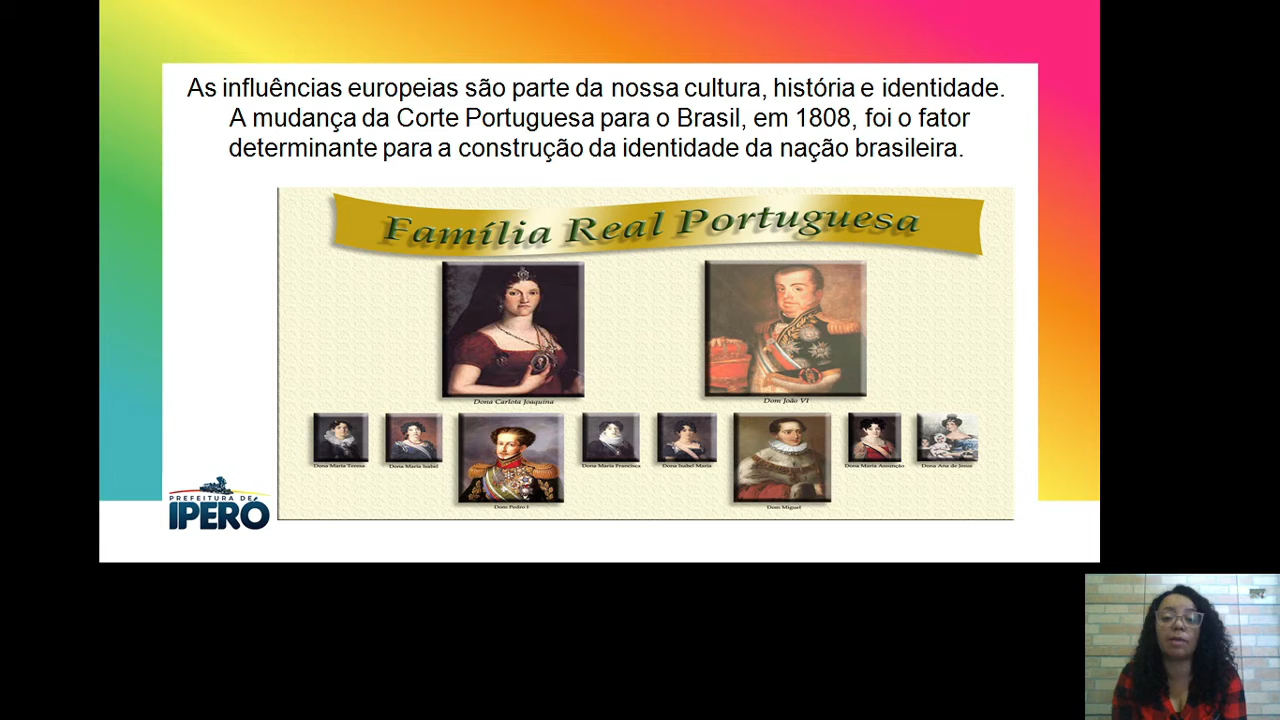 As influências europeias são parte da nossa cultura, história e identidade.
A mudança da Corte Portuguesa para o Brasil, em 1808, foi o fator
determinante para a construção da identidade da nação brasileira.
Família Real Portuguesa
Dona Carlota Joaquina
Dom João VI
Dona Maria Teresa
Dona Maria Isabel
Dom Pedro I
Dona Maria Francisca
Dona Isabel Maria
Dom Miguel
Dona Maria Assunção
Dona Ana de Jesus
PREFEITURA DE
IPERÓ